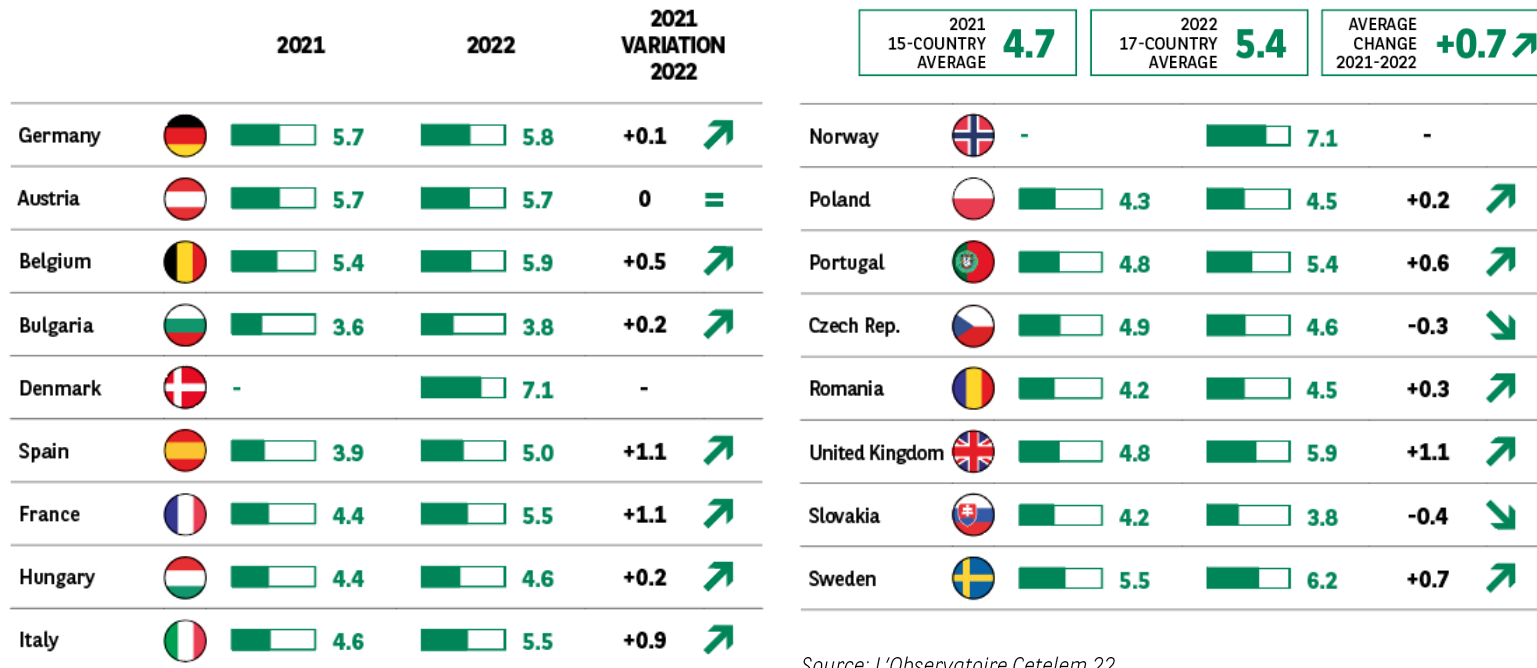 2021 2022 2021
VARIATION
2022
Germany 5.7 5.8 +0.1
Austria 5.7 5.7 0 =
Belgium 5.4 5.9 +0.5
Bulgaria 3.6 3.8 +0.2
Denmark - 7.1 -
Spain 3.9 5.0 +1.1
France 4.4 5.5 +1.1
Hungary 4.4 4.6 +0.2
Italy 4.6 5.5 +0.9
2021
15-COUNTRY
AVERAGE
4.7
2022
17-COUNTRY
AVERAGE
5.4
AVERAGE
CHANGE
2021-2022
+0.7
Norway - 7.1 -
Poland 4.3 4.5 +0.2
Portugal 4.8 5.4 +0.6
Czech Rep. 4.9 4.6 -0.3
Romania 4.2 4.5 +0.3
United Kingdom 4.8 5.9 +1.1
Slovakia 4.2 3.8 -0.4
Sweden 5.5 6.2 +0.7
Source: L'Observatoire Cetelem 22